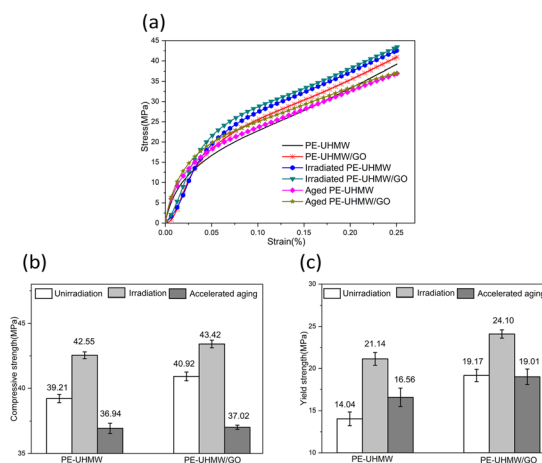 (a)
45
40
35
30
25
20
15
10
5
0
Stress(MPa)
PE-UHMW
PE-UHMW/GO
Irradiated PE-UHMW
Irradiated PE-UHMW/GO
Aged PE-UHMW
Aged PE-UHMW/GO
0.00 0.05 0.10 0.15 0.20 0.25
Strain(%)
(b)
Unirradiation Irradiation Accelerated aging
Compressive strength(MPa)
45
40
35
39.21
42.55
36.94
40.92
43.42
37.02
PE-UHMW PE-UHMW/GO
(c)
Unirradiation Irradiation Accelerated aging
Yield strength(MPa)
30
25
20
15
10
14.04
21.14
16.56
19.17
24.10
19.01
PE-UHMW PE-UHMW/GO